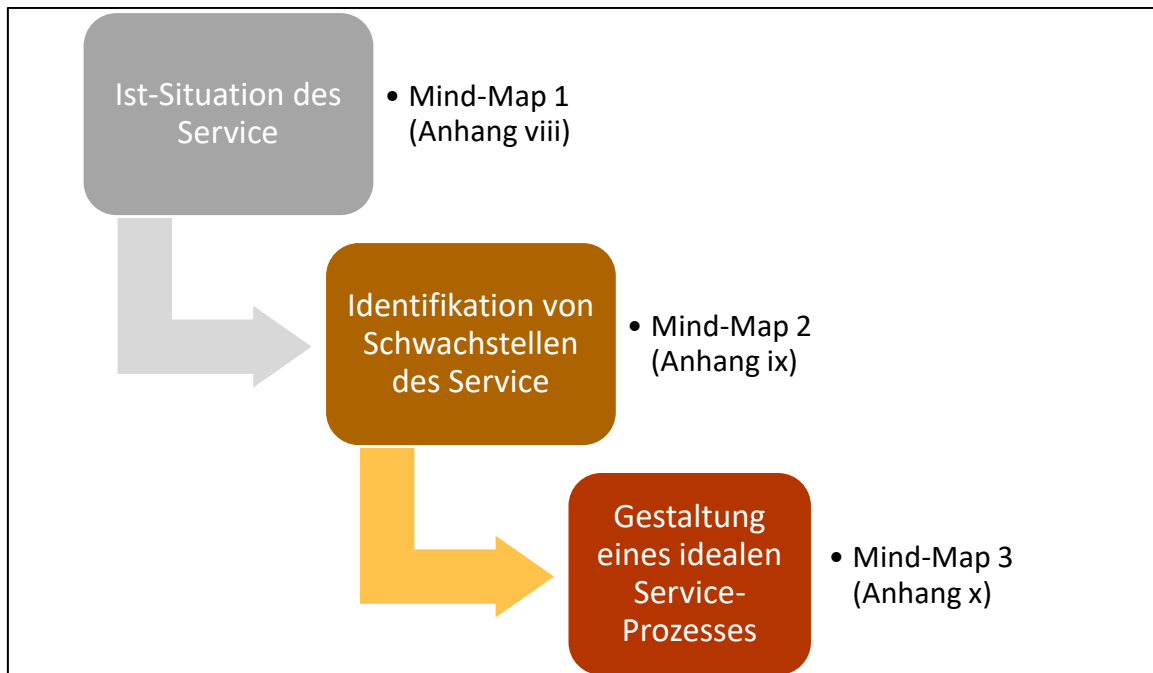 Ist-Situation des
Service
• Mind-Map 1
(Anhang viii)
Identifikation von
Schwachstellen
des Service
• Mind-Map 2
(Anhang ix)
Gestaltung
eines idealen
Service-
Prozesses
• Mind-Map 3
(Anhang x)